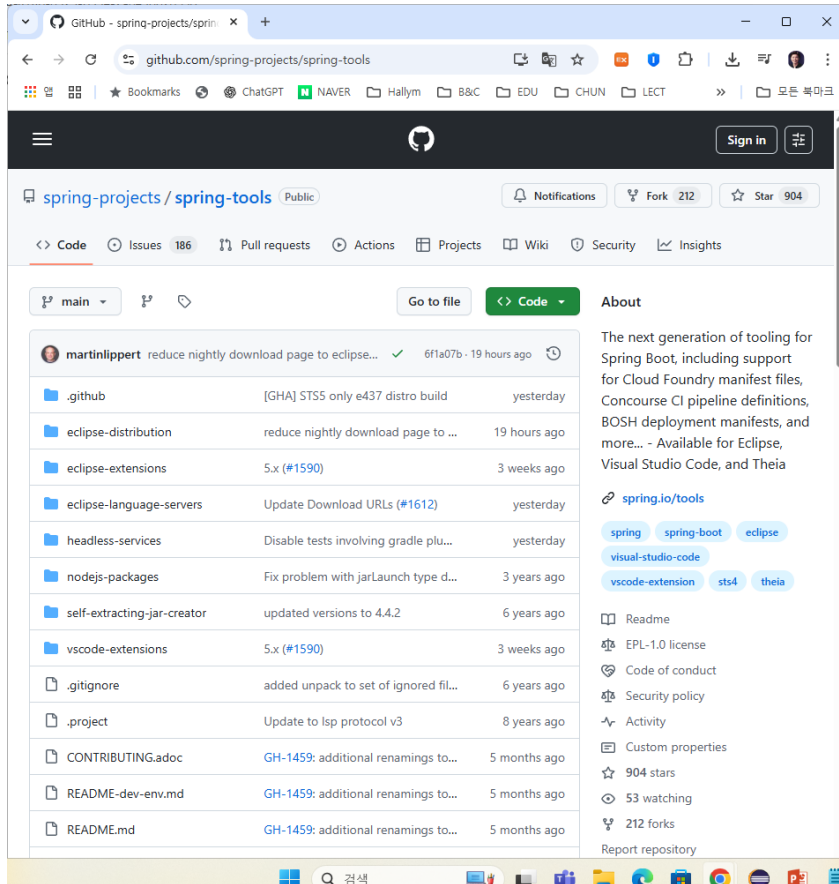 GitHub - spring-projects/sprin
github.com/spring-projects/spring-tools
앱
Bookmarks
ChatGPT
NAVER
Hallym
B&C
EDU
CHUN
LECT
»
모든 북마크
Sign in
spring-projects / spring-tools Public
Notifications
Fork 212
Star 904
Code
Issues 186
Pull requests
Actions
Projects
Wiki
Security
Insights
main
Go to file
Code
martinlippert reduce nightly download page to eclipse... 6f1a07b · 19 hours ago
.github [GHA] STS5 only e437 distro build yesterday
eclipse-distribution reduce nightly download page to ... 19 hours ago
eclipse-extensions 5.x (#1590) 3 weeks ago
eclipse-language-servers Update Download URLs (#1612) yesterday
headless-services Disable tests involving gradle plu... yesterday
nodejs-packages Fix problem with jarLaunch type d... 3 years ago
self-extracting-jar-creator updated versions to 4.4.2 6 years ago
vscode-extensions 5.x (#1590) 3 weeks ago
.gitignore added unpack to set of ignored fil... 6 years ago
.project Update to lsp protocol v3 8 years ago
CONTRIBUTING.adoc GH-1459: additional renamings to... 5 months ago
README-dev-env.md GH-1459: additional renamings to... 5 months ago
README.md GH-1459: additional renamings to... 5 months ago
About
The next generation of tooling for
Spring Boot, including support
for Cloud Foundry manifest files,
Concourse CI pipeline definitions,
BOSH deployment manifests, and
more... - Available for Eclipse,
Visual Studio Code, and Theia
spring.io/tools
spring spring-boot eclipse
visual-studio-code
vscode-extension sts4 theia
Readme
EPL-1.0 license
Code of conduct
Security policy
Activity
Custom properties
904 stars
53 watching
212 forks
Report repository
검색